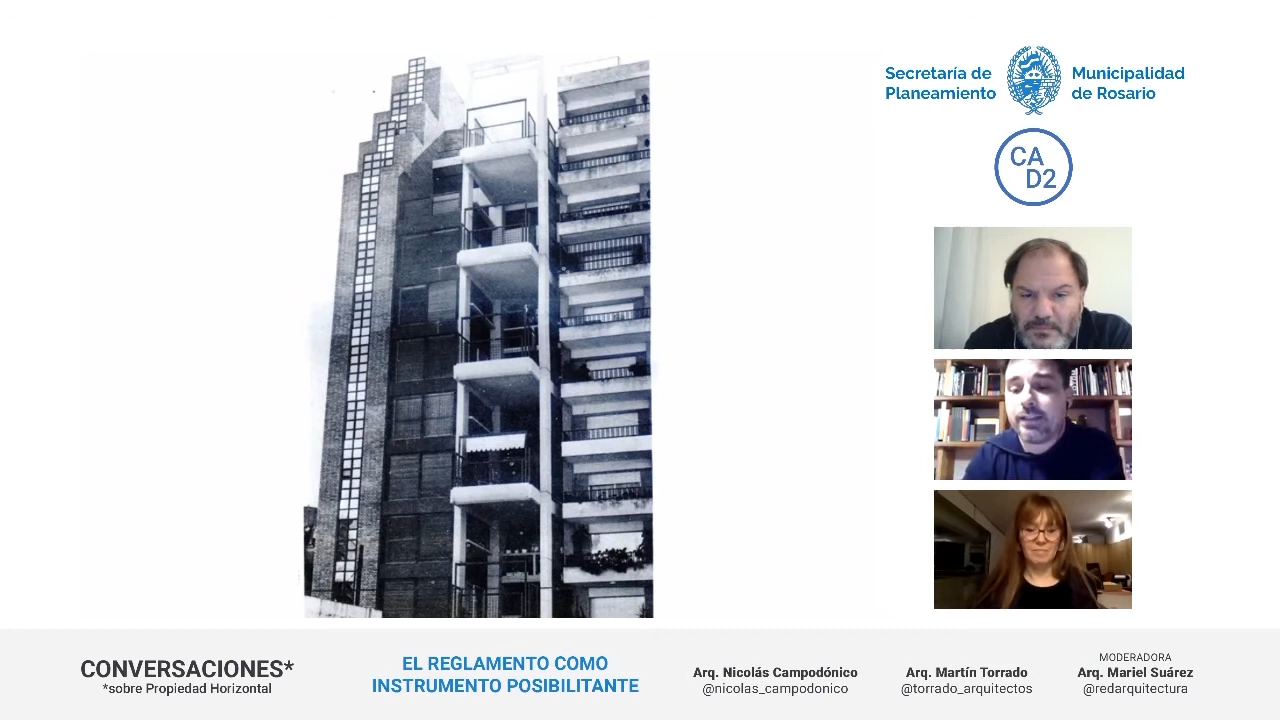 Secretaría de
Planeamiento
Municipalidad
de Rosario
CA
D2
CONVERSACIONES*
*sobre Propiedad Horizontal
EL REGLAMENTO COMO
INSTRUMENTO POSIBILITANTE
Arq. Nicolás Campodónico
@nicolas_campodonico
Arq. Martín Torrado
@torrado_arquitectos
MODERADORA
Arq. Mariel Suárez
@redarquitectura